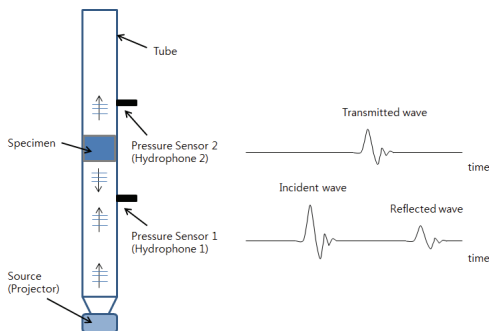 Tube
Specimen
Pressure Sensor 2
(Hydrophone 2)
Pressure Sensor 1
(Hydrophone 1)
Source
(Projector)
Transmitted wave
time
Incident wave
Reflected wave
time